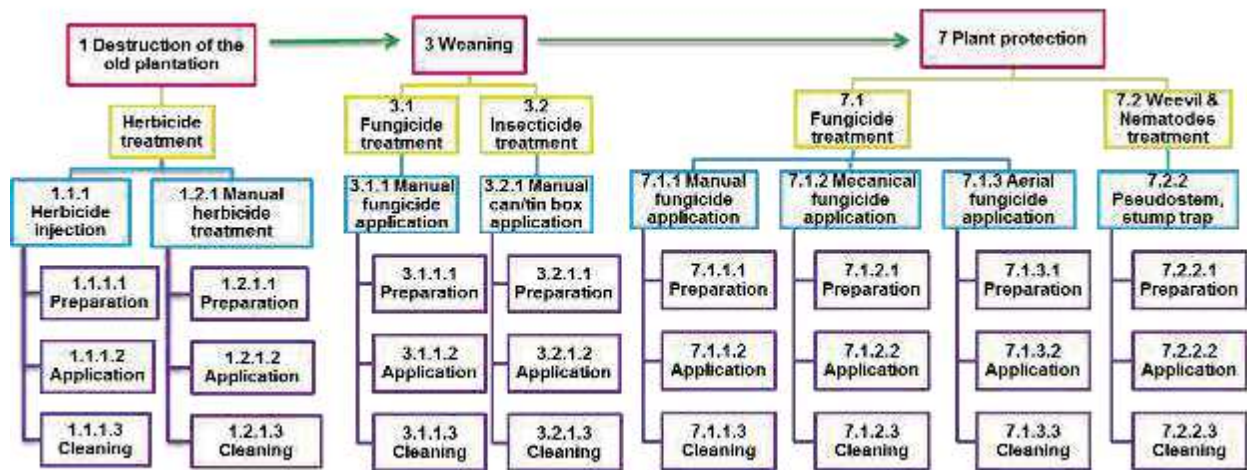 1 Destruction of the
old plantation
3 Weaning
7 Plant protection
Herbicide
treatment
3.1
Fungicide
treatment
3.2
Insecticide
treatment
7.1
Fungicide
treatment
7.2 Weevil &
Nematodes
treatment
1.1.1
Herbicide
injection
1.2.1 Manual
herbicide
treatment
3.1.1 Manual
fungicide
application
3.2.1 Manual
can/tin box
application
7.1.1 Manual
fungicide
application
7.1.2 Mecanical
fungicide
application
7.1.3 Aerial
fungicide
application
7.2.2
Pseudostem,
stump trap
1.1.1.1
Preparation
1.2.1.1
Preparation
3.1.1.1
Preparation
3.2.1.1
Preparation
7.1.1.1
Preparation
7.1.2.1
Preparation
7.1.3.1
Preparation
7.2.2.1
Preparation
1.1.1.2
Application
1.2.1.2
Application
3.1.1.2
Application
3.2.1.2
Application
7.1.1.2
Application
7.1.2.2
Application
7.1.3.2
Application
7.2.2.2
Application
1.1.1.3
Cleaning
1.2.1.3
Cleaning
3.1.1.3
Cleaning
3.2.1.3
Cleaning
7.1.1.3
Cleaning
7.1.2.3
Cleaning
7.1.3.3
Cleaning
7.2.2.3
Cleaning